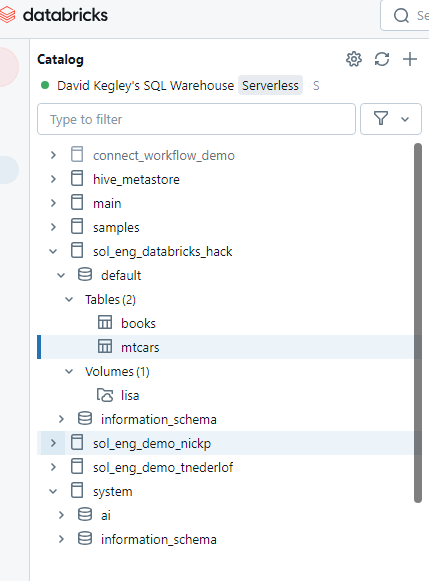 databricks
Se
Catalog
David Kegley's SQL Warehouse Serverless S
Type to filter
connect_workflow_demo
hive_metastore
main
samples
sol_eng_databricks_hack
default
Tables (2)
books
mtcars
Volumes (1)
lisa
information_schema
sol_eng_demo_nickp
sol_eng_demo_tnederlof
system
ai
information_schema